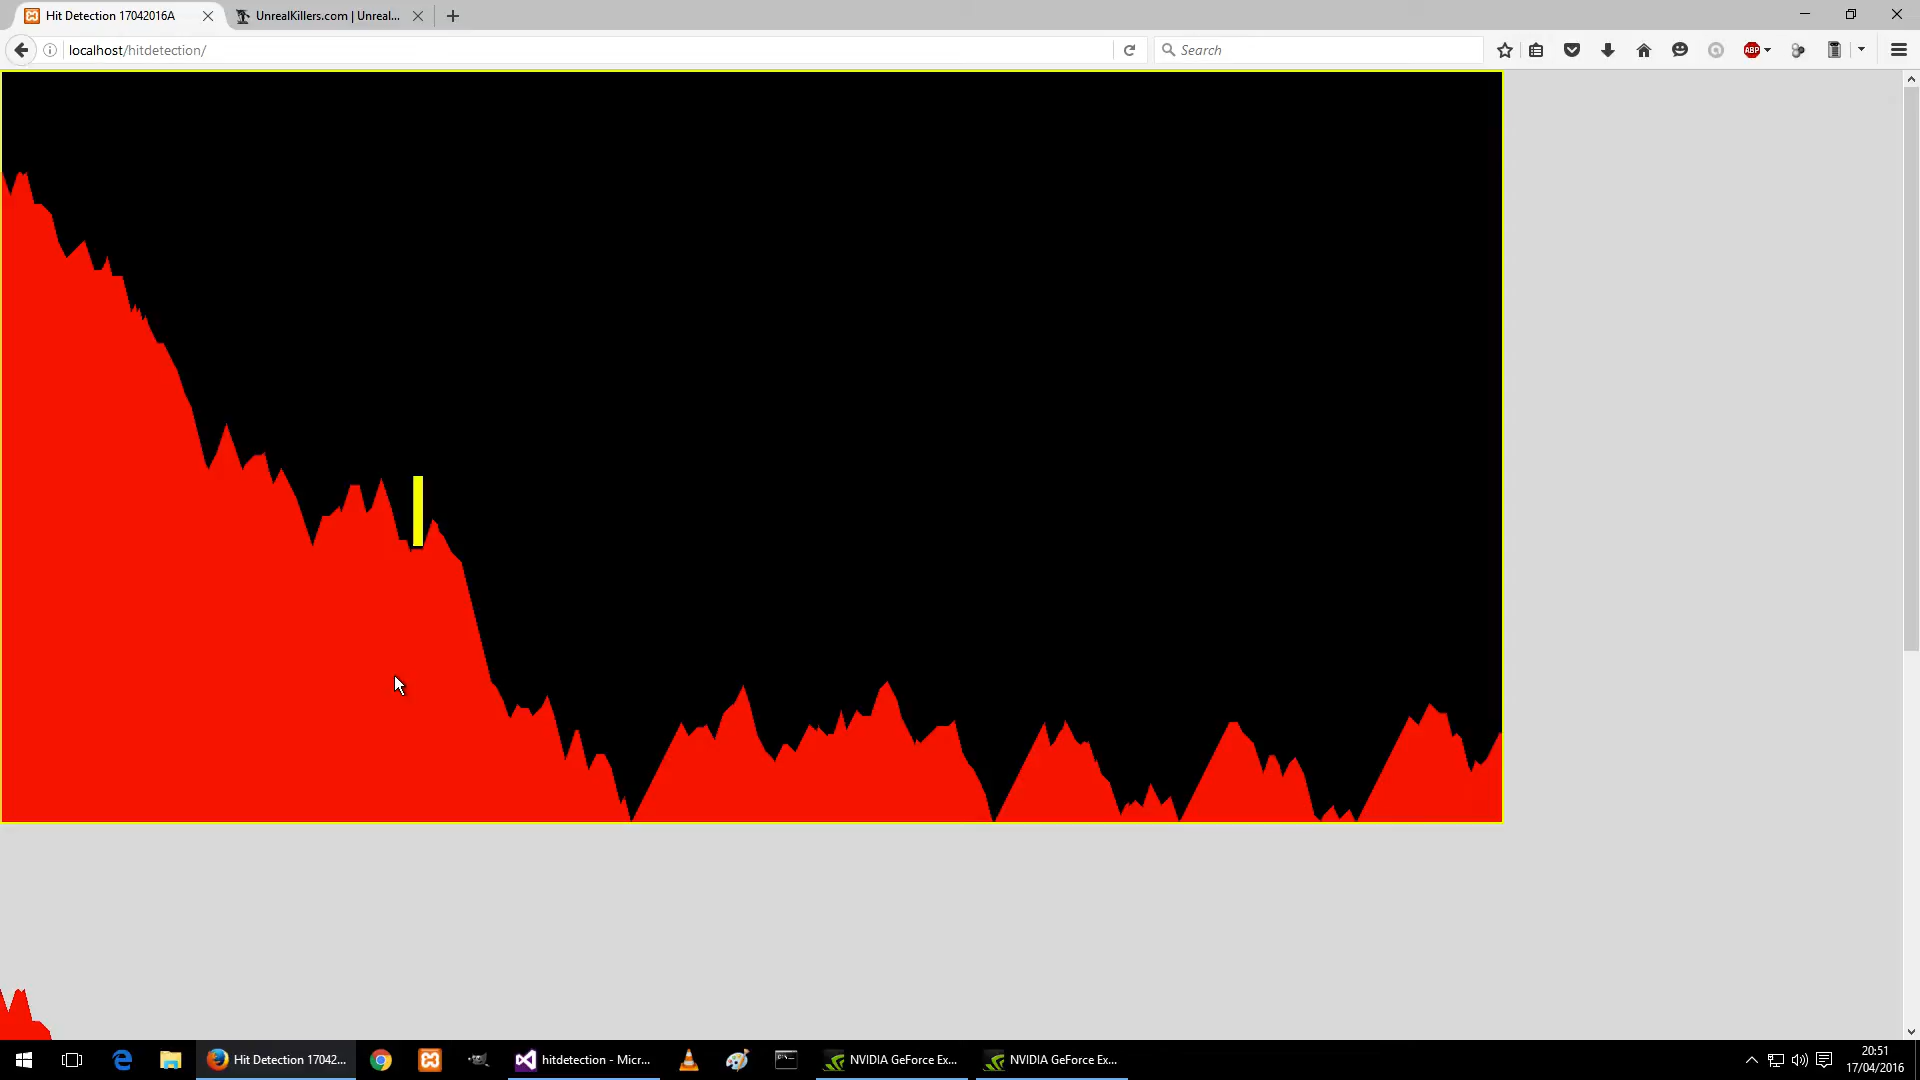 Hit Detection 17042016A
UnrealKillers.com | Unreal...
localhost/hitdetection/
Search
ABP
Hit Detection 17042...
hitdetection - Micr...
NVIDIA GeForce Ex...
NVIDIA GeForce Ex...
20:51
17/04/2016